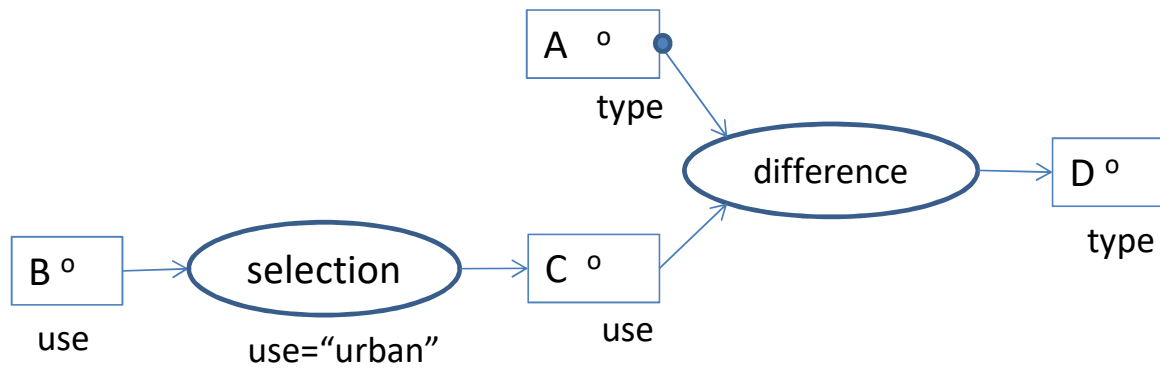 A o
type
difference
D o
type
B o
selection
C o
use
use
use=“urban”